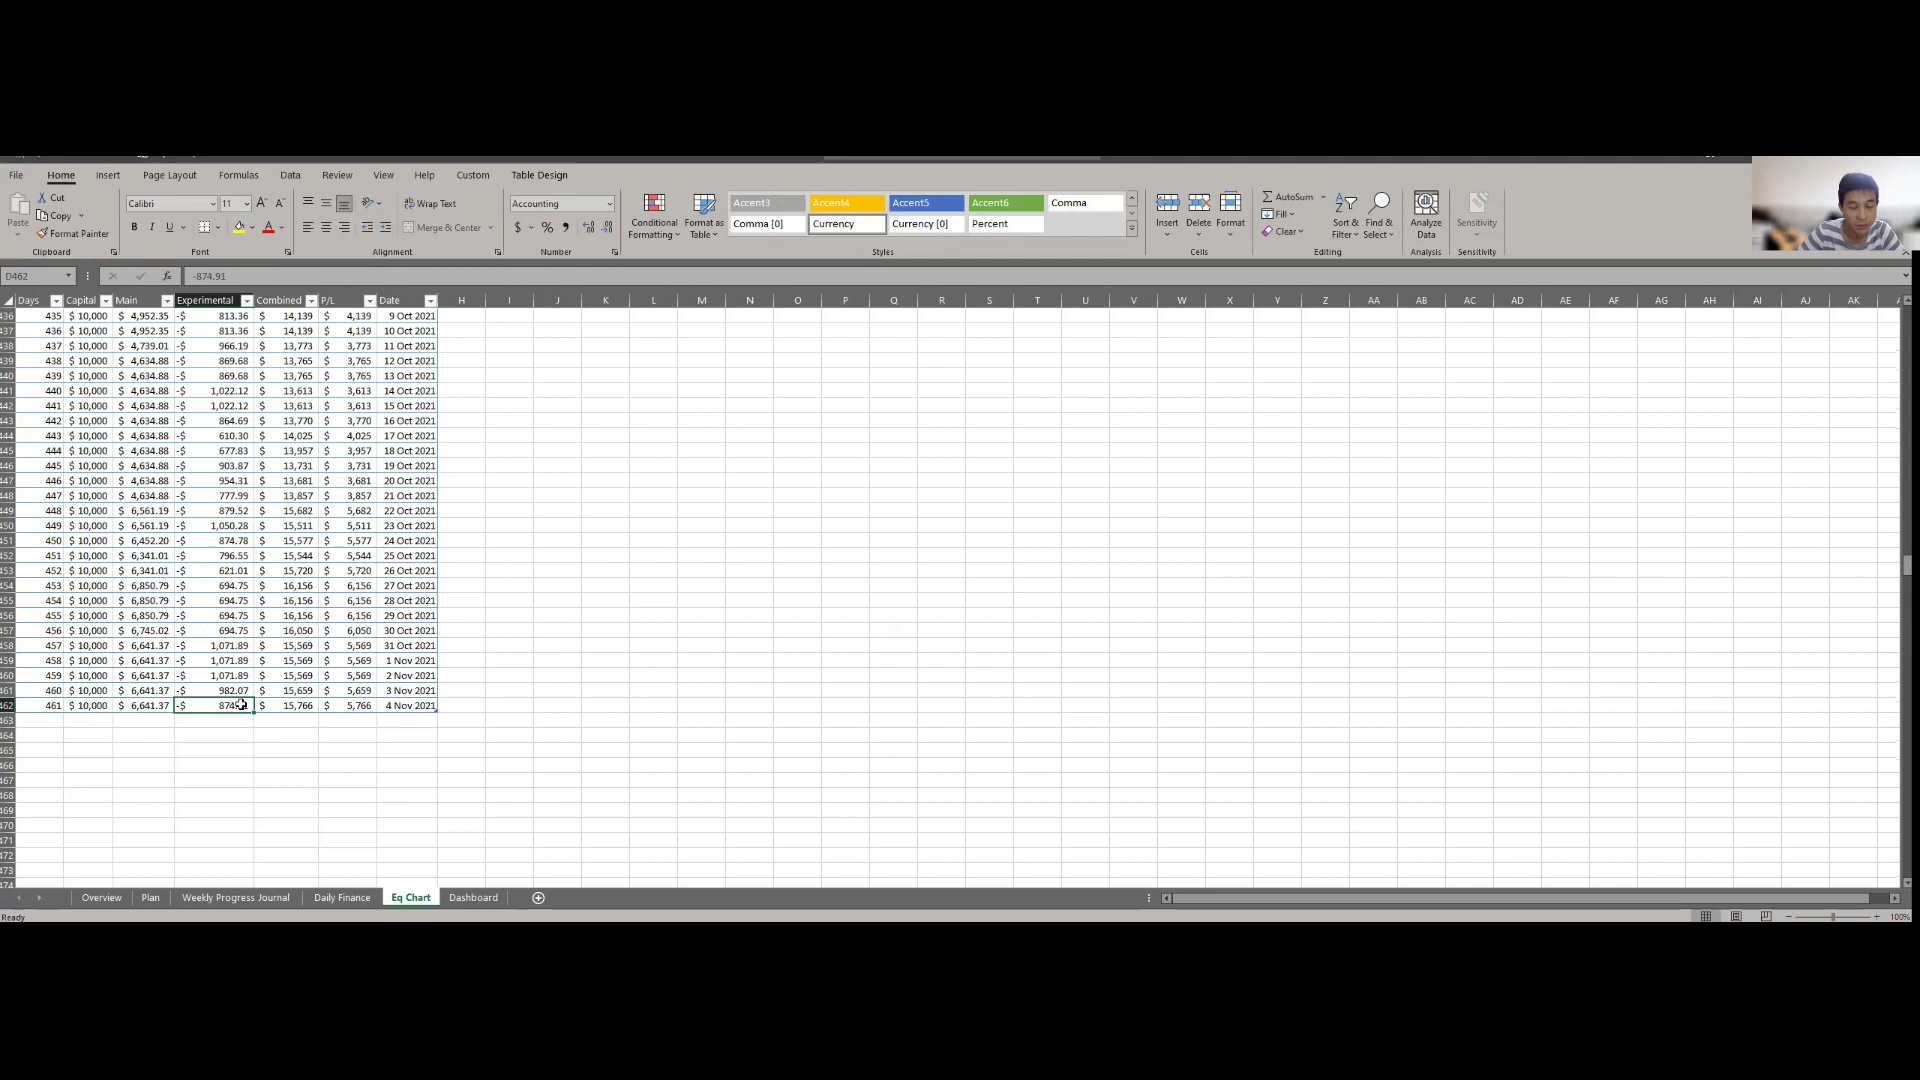 File Home Insert Page Layout Formulas Data Review View Help Custom Table Design
Cut
Copy
Format Painter
Paste
Clipboard
Calibri 11
B I U
Font
Wrap Text
Merge & Center
Alignment
Accounting
$ %
Number
Conditional Formatting
Format as Table
Accent3 Accent4 Accent5 Accent6 Comma
Comma [0] Currency Currency [0] Percent
Styles
Insert Delete Format
Cells
AutoSum
Fill
Clear
Sort & Filter
Find & Select
Editing
Analyze Data
Analysis
Sensitivity
Sensitivity
D462 fx -874.91
Days Capital Main Experimental Combined P/L Date H I J K L M N O P Q R S T U V W X Y Z AA AB AC AD AE AF AG AH AI AJ AK
436 435 $ 10,000 $ 4,952.35 -$ 813.36 $ 14,139 $ 4,139 9 Oct 2021
437 436 $ 10,000 $ 4,952.35 -$ 813.36 $ 14,139 $ 4,139 10 Oct 2021
438 437 $ 10,000 $ 4,739.01 -$ 966.19 $ 13,773 $ 3,773 11 Oct 2021
439 438 $ 10,000 $ 4,634.88 -$ 869.68 $ 13,765 $ 3,765 12 Oct 2021
440 439 $ 10,000 $ 4,634.88 -$ 869.68 $ 13,765 $ 3,765 13 Oct 2021
441 440 $ 10,000 $ 4,634.88 -$ 1,022.12 $ 13,613 $ 3,613 14 Oct 2021
442 441 $ 10,000 $ 4,634.88 -$ 1,022.12 $ 13,613 $ 3,613 15 Oct 2021
443 442 $ 10,000 $ 4,634.88 -$ 864.69 $ 13,770 $ 3,770 16 Oct 2021
444 443 $ 10,000 $ 4,634.88 -$ 610.30 $ 14,025 $ 4,025 17 Oct 2021
445 444 $ 10,000 $ 4,634.88 -$ 677.83 $ 13,957 $ 3,957 18 Oct 2021
446 445 $ 10,000 $ 4,634.88 -$ 903.87 $ 13,731 $ 3,731 19 Oct 2021
447 446 $ 10,000 $ 4,634.88 -$ 954.31 $ 13,681 $ 3,681 20 Oct 2021
448 447 $ 10,000 $ 4,634.88 -$ 777.99 $ 13,857 $ 3,857 21 Oct 2021
449 448 $ 10,000 $ 6,561.19 -$ 879.52 $ 15,682 $ 5,682 22 Oct 2021
450 449 $ 10,000 $ 6,561.19 -$ 1,050.28 $ 15,511 $ 5,511 23 Oct 2021
451 450 $ 10,000 $ 6,452.20 -$ 874.78 $ 15,577 $ 5,577 24 Oct 2021
452 451 $ 10,000 $ 6,341.01 -$ 796.55 $ 15,544 $ 5,544 25 Oct 2021
453 452 $ 10,000 $ 6,341.01 -$ 621.01 $ 15,720 $ 5,720 26 Oct 2021
454 453 $ 10,000 $ 6,850.79 -$ 694.75 $ 16,156 $ 6,156 27 Oct 2021
455 454 $ 10,000 $ 6,850.79 -$ 694.75 $ 16,156 $ 6,156 28 Oct 2021
456 455 $ 10,000 $ 6,850.79 -$ 694.75 $ 16,156 $ 6,156 29 Oct 2021
457 456 $ 10,000 $ 6,745.02 -$ 694.75 $ 16,050 $ 6,050 30 Oct 2021
458 457 $ 10,000 $ 6,641.37 -$ 1,071.89 $ 15,569 $ 5,569 31 Oct 2021
459 458 $ 10,000 $ 6,641.37 -$ 1,071.89 $ 15,569 $ 5,569 1 Nov 2021
460 459 $ 10,000 $ 6,641.37 -$ 1,071.89 $ 15,569 $ 5,569 2 Nov 2021
461 460 $ 10,000 $ 6,641.37 -$ 982.07 $ 15,659 $ 5,659 3 Nov 2021
462 461 $ 10,000 $ 6,641.37 -$ $ 15,766 $ 5,766 4 Nov 2021
463
464
465
466
467
468
469
470
471
472
473
474
Overview Plan Weekly Progress Journal Daily Finance Eq Chart Dashboard
Ready 100%